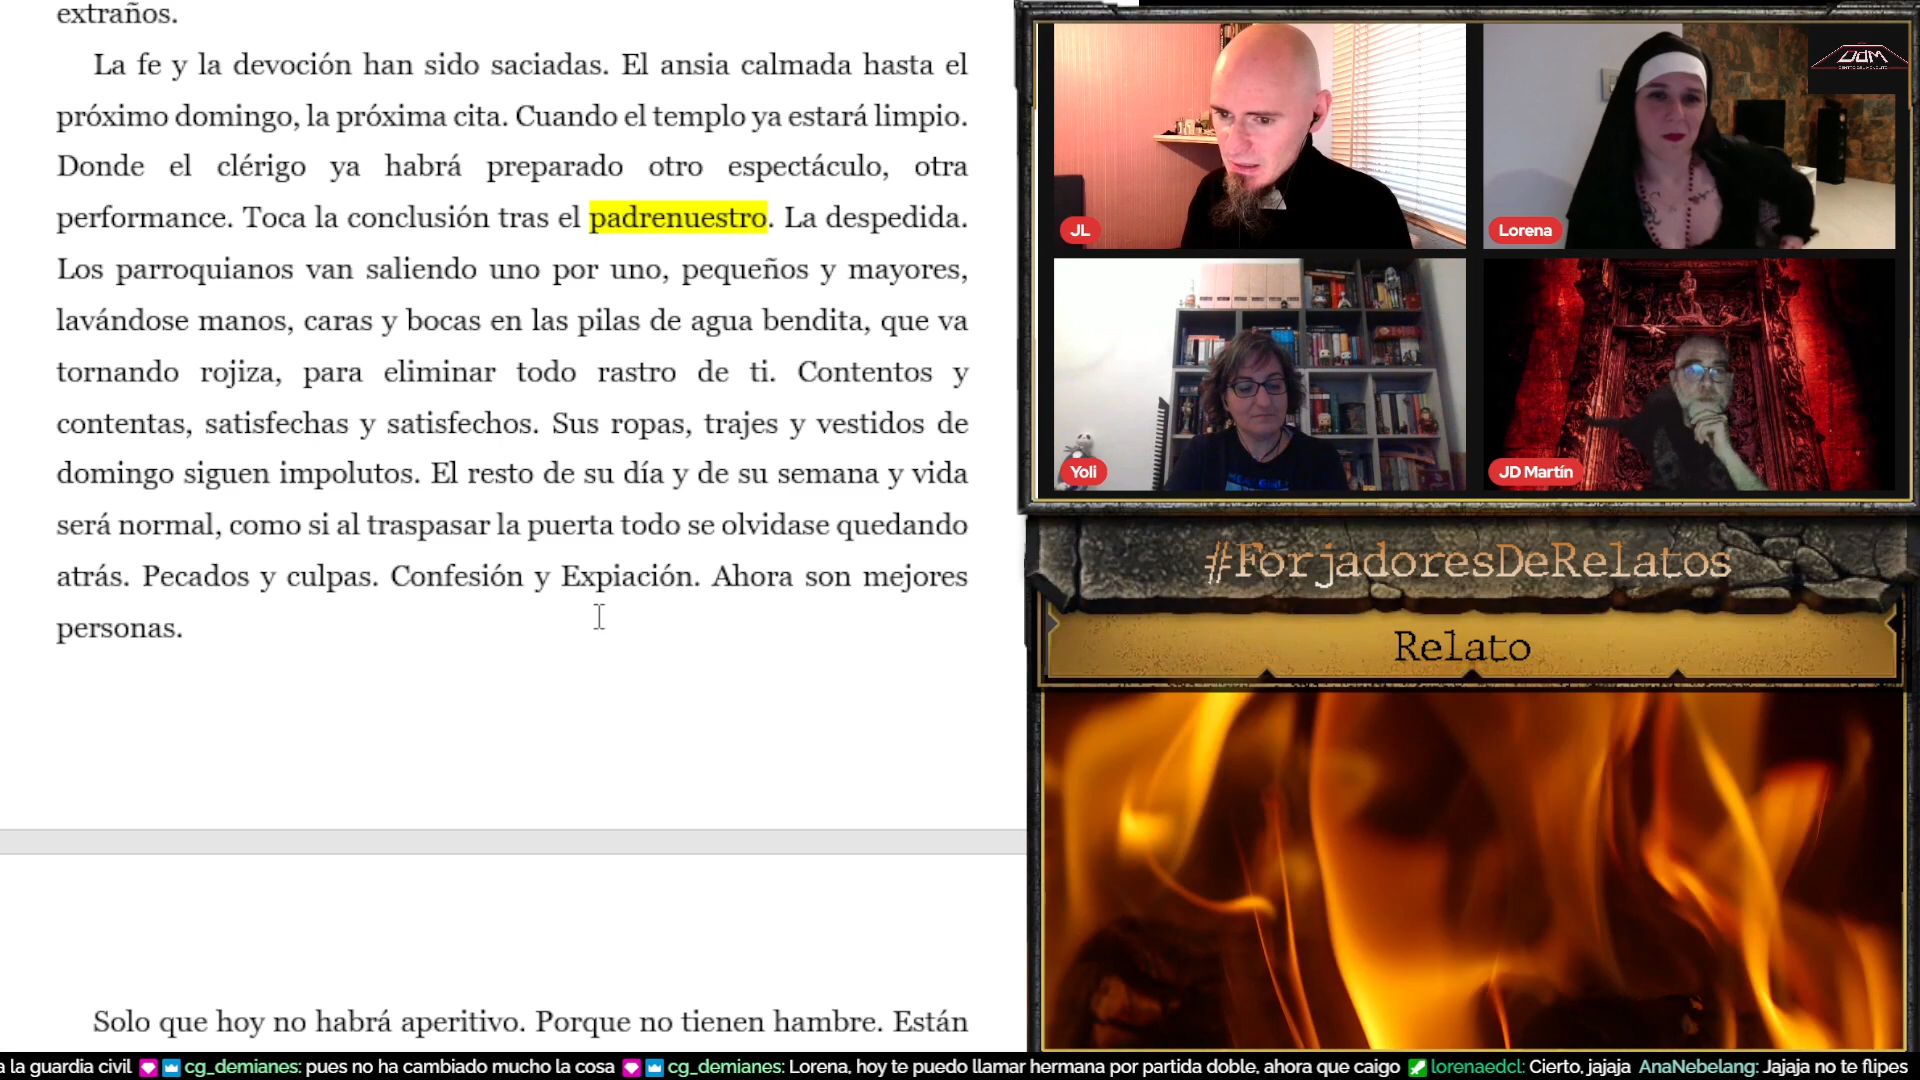 extraños.
La fe y la devoción han sido saciadas. El ansia calmada hasta el
próximo domingo, la próxima cita. Cuando el templo ya estará limpio.
Donde el clérigo ya habrá preparado otro espectáculo, otra
performance. Toca la conclusión tras el padrenuestro. La despedida.
Los parroquianos van saliendo uno por uno, pequeños y mayores,
lavándose manos, caras y bocas en las pilas de agua bendita, que va
tornando rojiza, para eliminar todo rastro de ti. Contentos y
contentas, satisfechas y satisfechos. Sus ropas, trajes y vestidos de
domingo siguen impolutos. El resto de su día y de su semana y vida
será normal, como si al traspasar la puerta todo se olvidase quedando
atrás. Pecados y culpas. Confesión y Expiación. Ahora son mejores
personas.
Solo que hoy no habrá aperitivo. Porque no tienen hambre. Están
JL
Lorena
DDM
Yoli
JD Martín
#ForjadoresDeRelatos
Relato
a la guardia civil cg_demianes: pues no ha cambiado mucho la cosa cg_demianes: Lorena, hoy te puedo llamar hermana por partida doble, ahora que caigo lorenaedcl: Cierto, jajaja AnaNebelang: Jajaja no te flipes